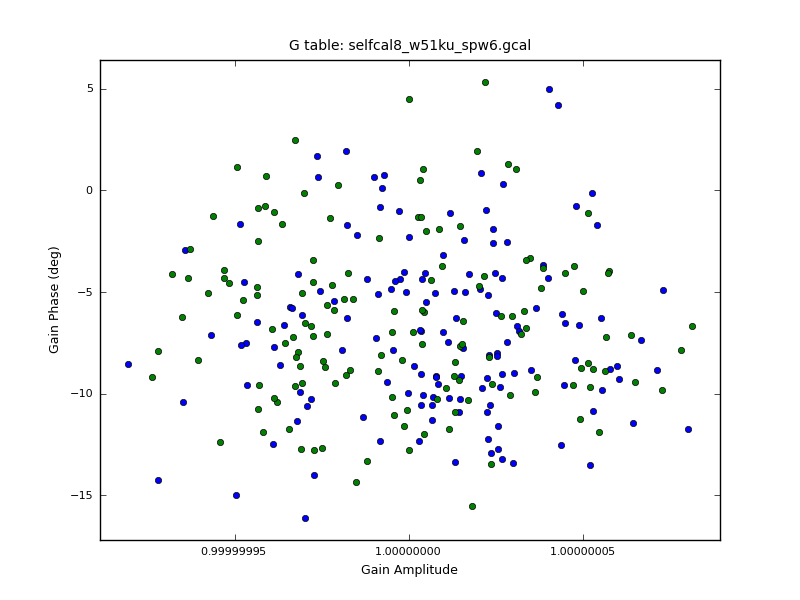 G table: selfcal8_w51ku_spw6.gcal
Gain Phase (deg)
5
0
−5
−10
−15
0.99999995
1.00000000
1.00000005
Gain Amplitude